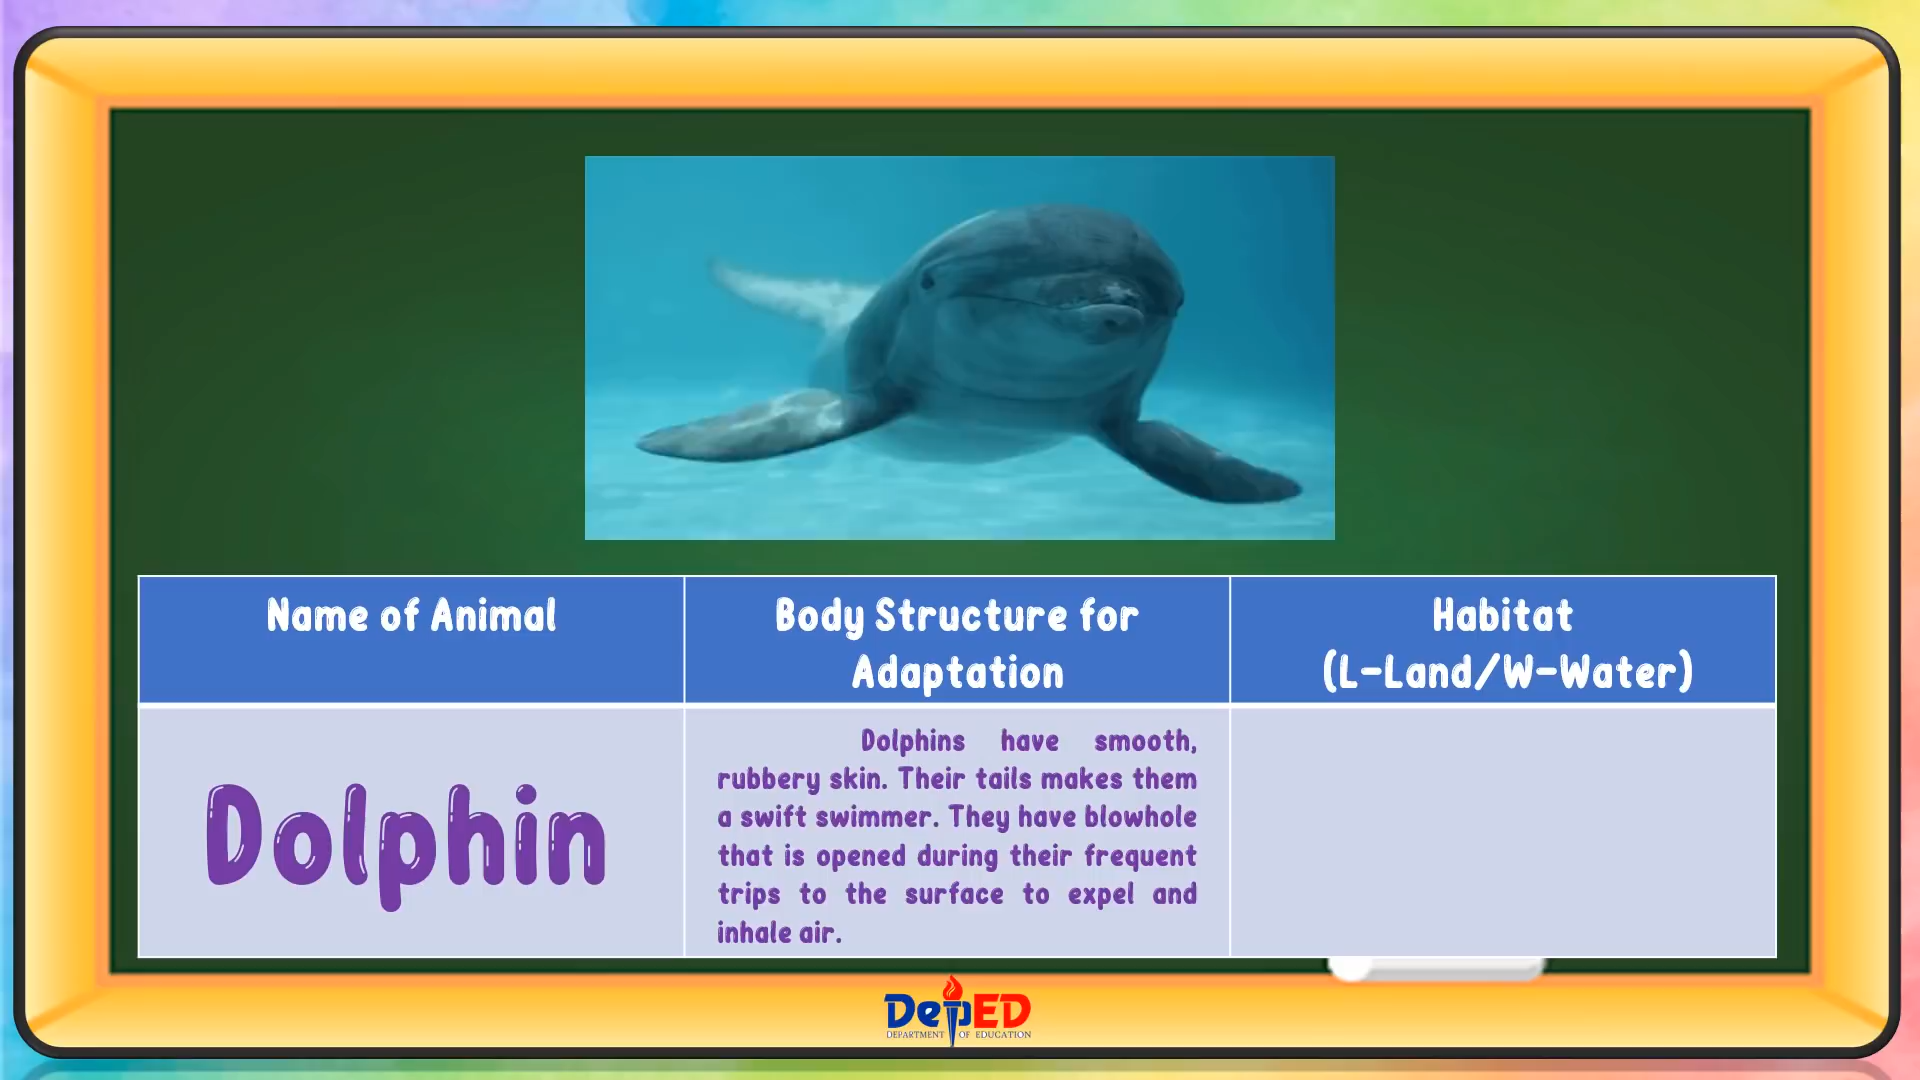 Name of Animal
Body Structure for
Adaptation
Habitat
(L-Land/W-Water)
Dolphin
Dolphins have smooth,
rubbery skin. Their tails makes them
a swift swimmer. They have blowhole
that is opened during their frequent
trips to the surface to expel and
inhale air.
DepED
DEPARTMENT OF EDUCATION